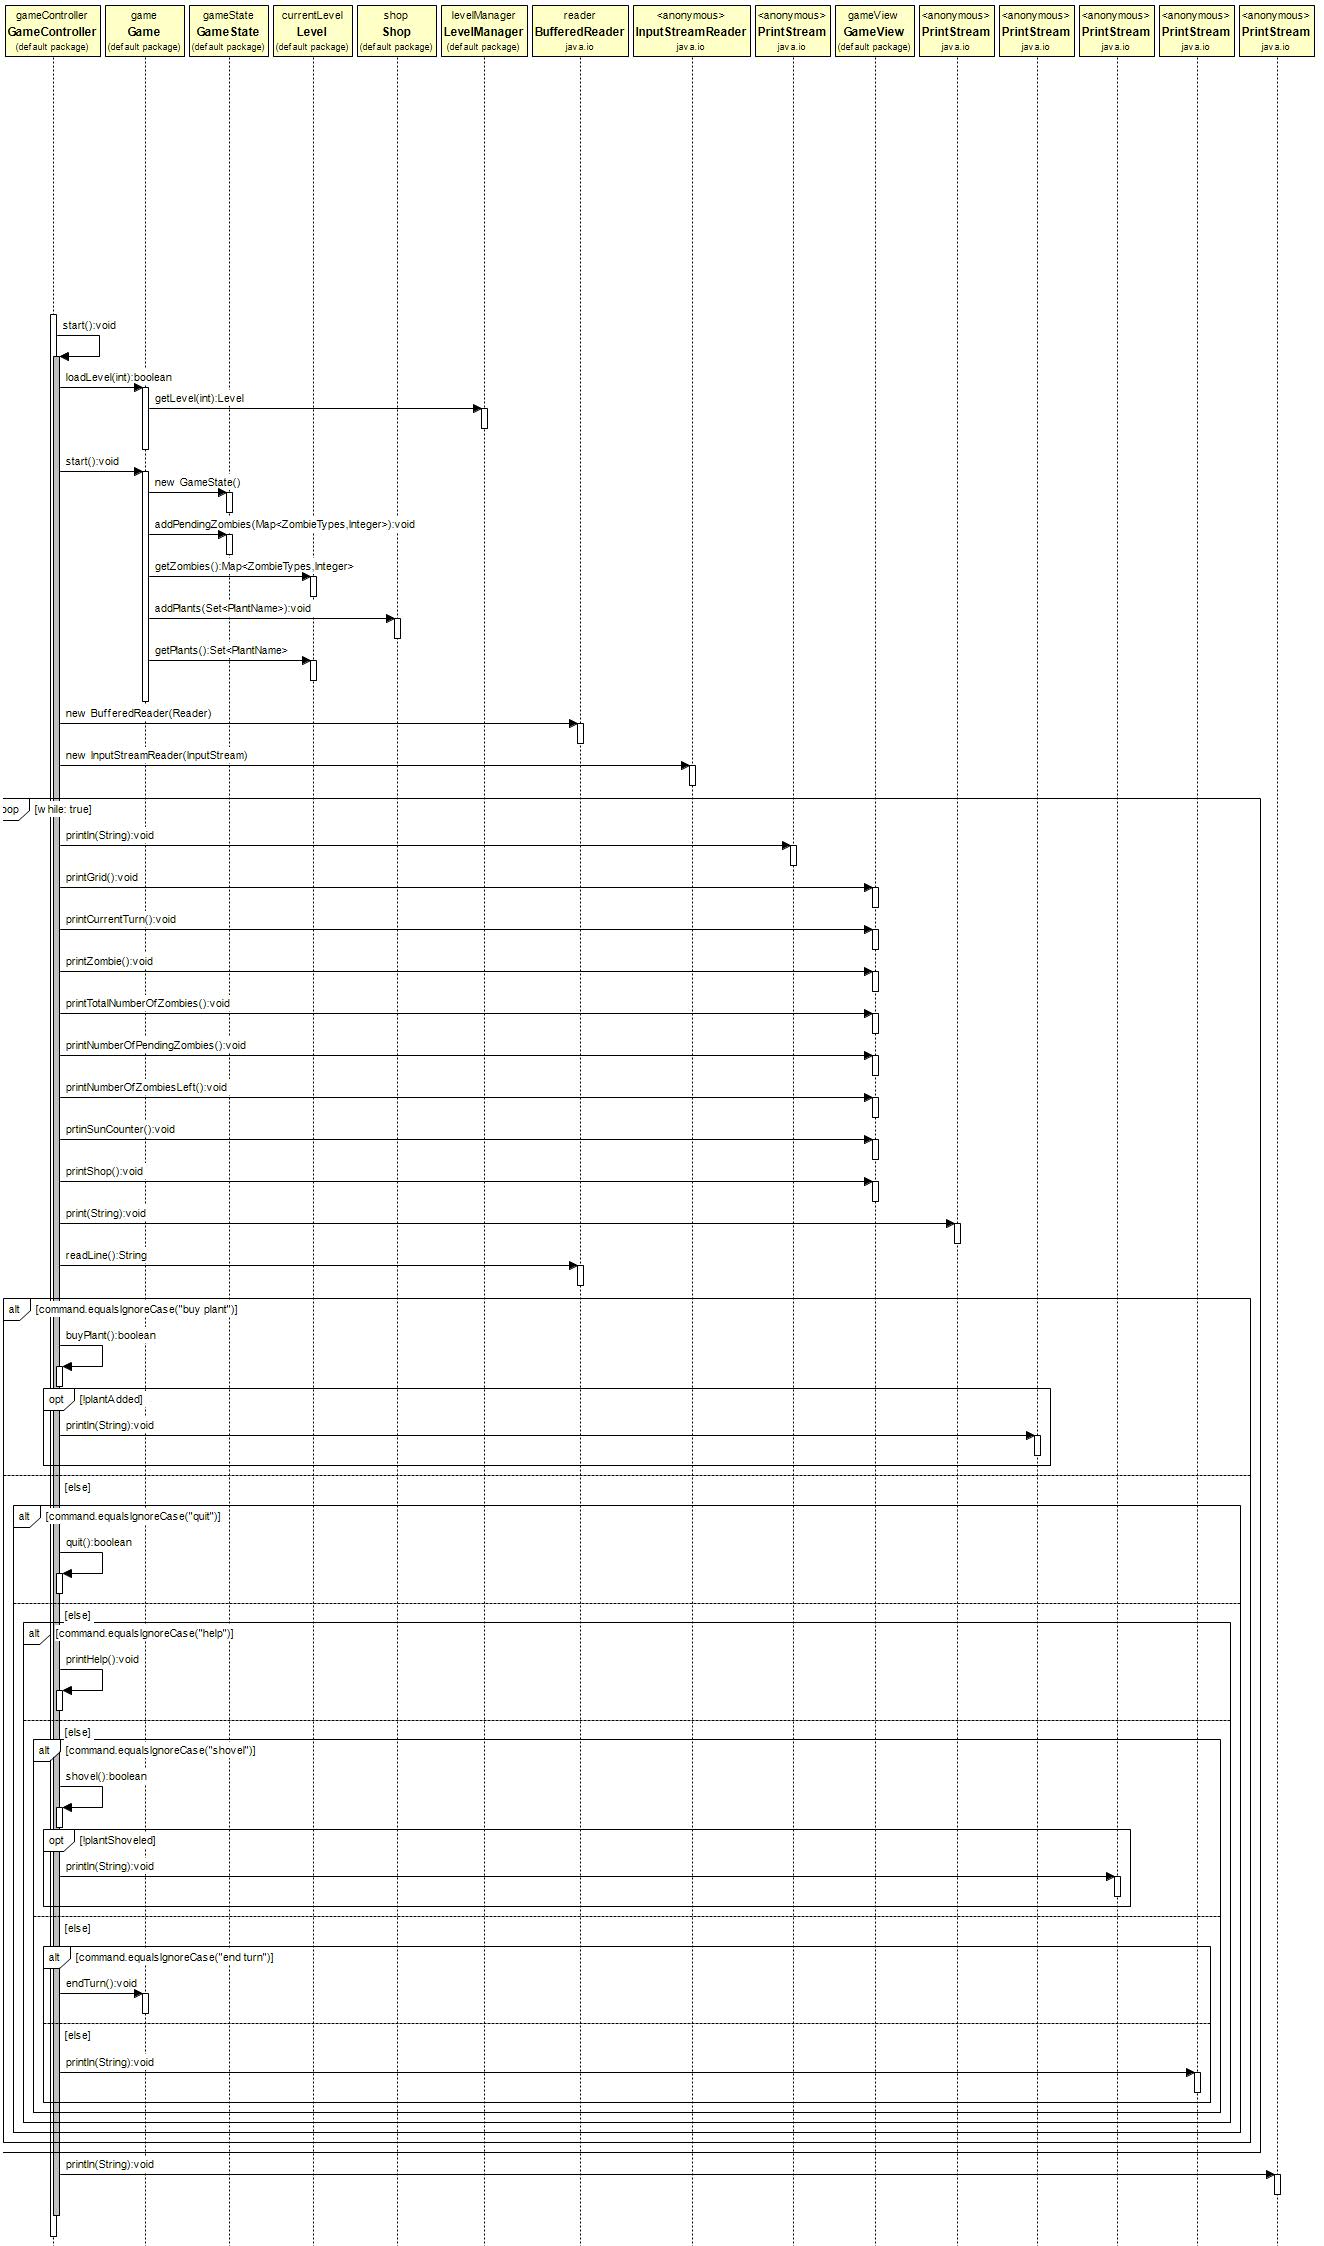 gameController game gameState currentLevel shop levelManager reader <anonymous> <anonymous> gameView <anonymous> <anonymous> <anonymous> <anonymous> <anonymous>
GameController Game GameState Level Shop LevelManager BufferedReader InputStreamReader PrintStream GameView PrintStream PrintStream PrintStream PrintStream PrintStream
(default package) (default package) (default package) (default package) (default package) (default package) java.io java.io java.io (default package) java.io java.io java.io java.io java.io
start():void
loadLevel(int):boolean
getLevel(int):Level
start():void
new GameState()
addPendingZombies(Map<ZombieTypes,Integer>):void
getZombies():Map<ZombieTypes,Integer>
addPlants(Set<PlantName>):void
getPlants():Set<PlantName>
new BufferedReader(Reader)
new InputStreamReader(InputStream)
oop [while: true]
println(String):void
printGrid():void
printCurrentTurn():void
printZombie():void
printTotalNumberOfZombies():void
printNumberOfPendingZombies():void
printNumberOfZombiesLeft():void
prtinSunCounter():void
printShop():void
print(String):void
readLine():String
alt [command.equalsIgnoreCase("buy plant")]
buyPlant():boolean
opt [!plantAdded]
println(String):void
[else]
alt [command.equalsIgnoreCase("quit")]
quit():boolean
[else]
alt [command.equalsIgnoreCase("help")]
printHelp():void
[else]
alt [command.equalsIgnoreCase("shovel")]
shovel():boolean
opt [!plantShoveled]
println(String):void
[else]
alt [command.equalsIgnoreCase("end turn")]
endTurn():void
[else]
println(String):void
println(String):void